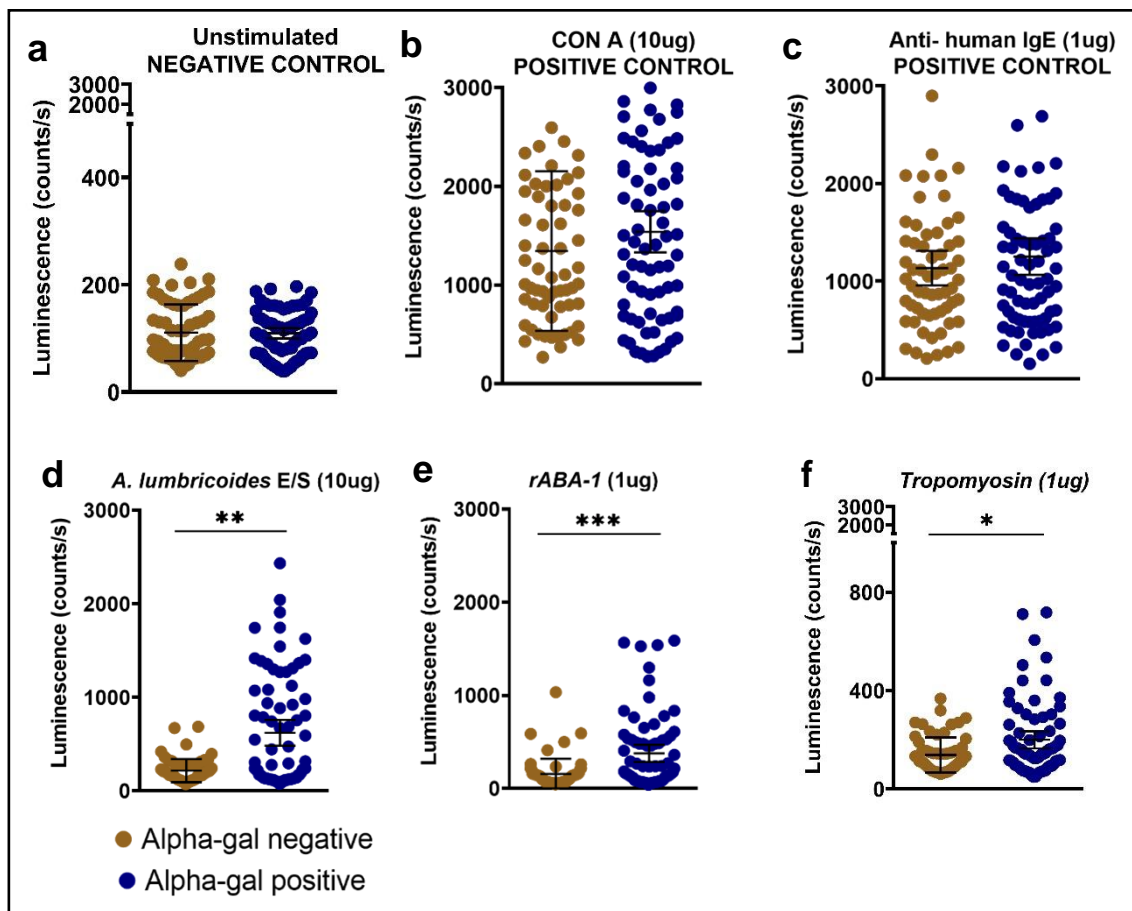 a
Unstimulated
NEGATIVE CONTROL
Luminescence (counts/s)
3000
2000
400
200
0
b
CON A (10ug)
POSITIVE CONTROL
Luminescence (counts/s)
3000
2000
1000
0
c
Anti- human IgE (1ug)
POSITIVE CONTROL
Luminescence (counts/s)
3000
2000
1000
0
d
A. lumbricoides E/S (10ug)
**
Luminescence (counts/s)
3000
2000
1000
0
e
rABA-1 (1ug)
***
Luminescence (counts/s)
3000
2000
1000
0
f
Tropomyosin (1ug)
*
Luminescence (counts/s)
3000
2000
800
400
0
Alpha-gal negative
Alpha-gal positive